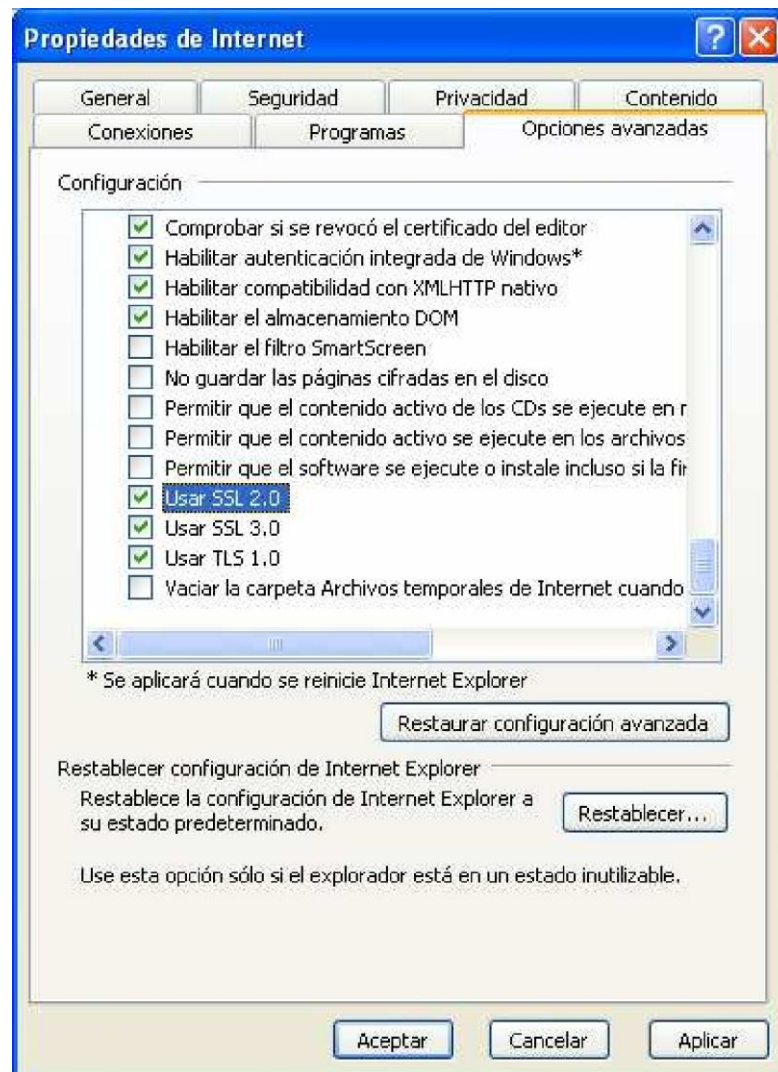 Propiedades de Internet
General Seguridad Privacidad Contenido
Conexiones Programas Opciones avanzadas
Configuración
Comprobar si se revocó el certificado del editor
Habilitar autenticación integrada de Windows*
Habilitar compatibilidad con XMLHTTP nativo
Habilitar el almacenamiento DOM
Habilitar el filtro SmartScreen
No guardar las páginas cifradas en el disco
Permitir que el contenido activo de los CDs se ejecute en
Permitir que el contenido activo se ejecute en los archivos
Permitir que el software se ejecute o instale incluso si la
Usar SSL 2.0
Usar SSL 3.0
Usar TLS 1.0
Vaciar la carpeta Archivos temporales de Internet cuando
* Se aplicará cuando se reinicie Internet Explorer
Restaurar configuración avanzada
Restablecer configuración de Internet Explorer
Restablece la configuración de Internet Explorer a
su estado predeterminado.
Restablecer...
Use esta opción sólo si el explorador está en un estado inutilizable.
Aceptar Cancelar Aplicar